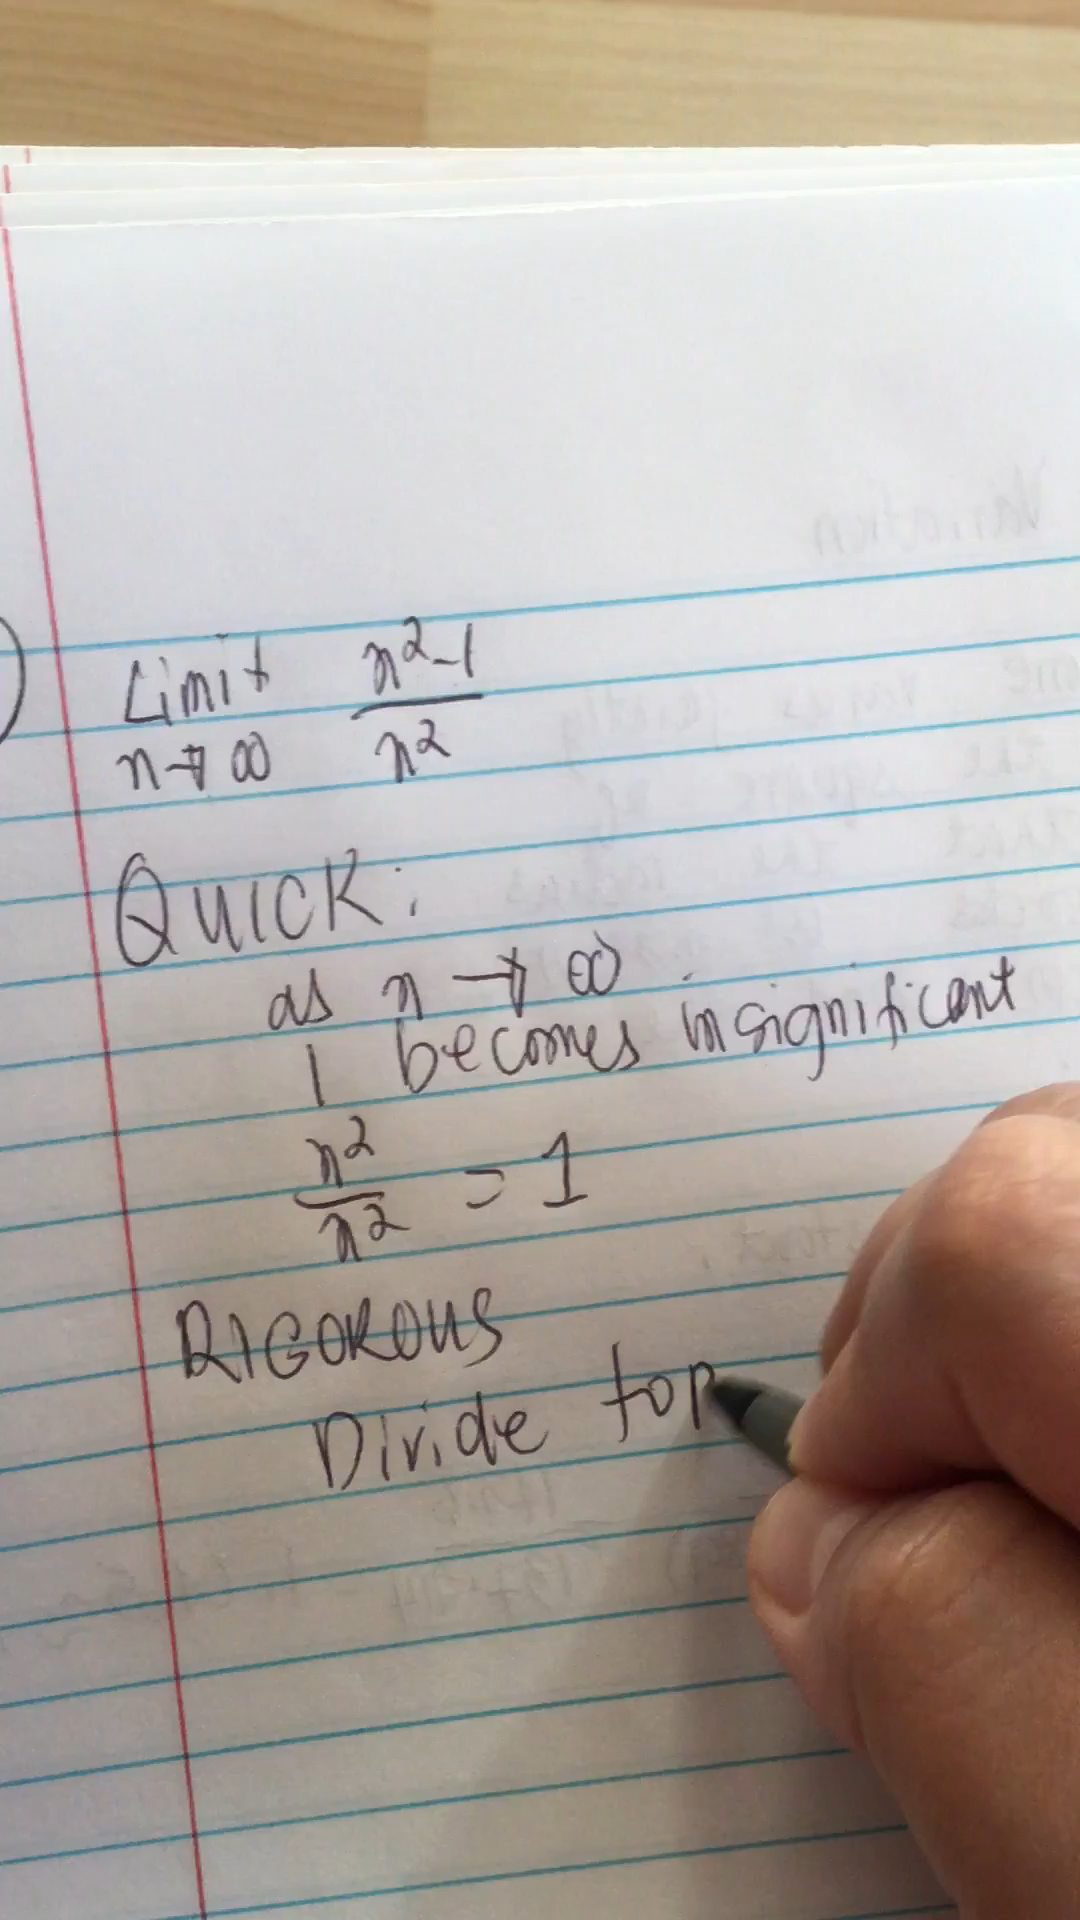 Limit n²-1
n→∞ n²
QUICK:
as n → ∞
1 becomes insignificant
n²
n² = 1
RIGOROUS
Divide top